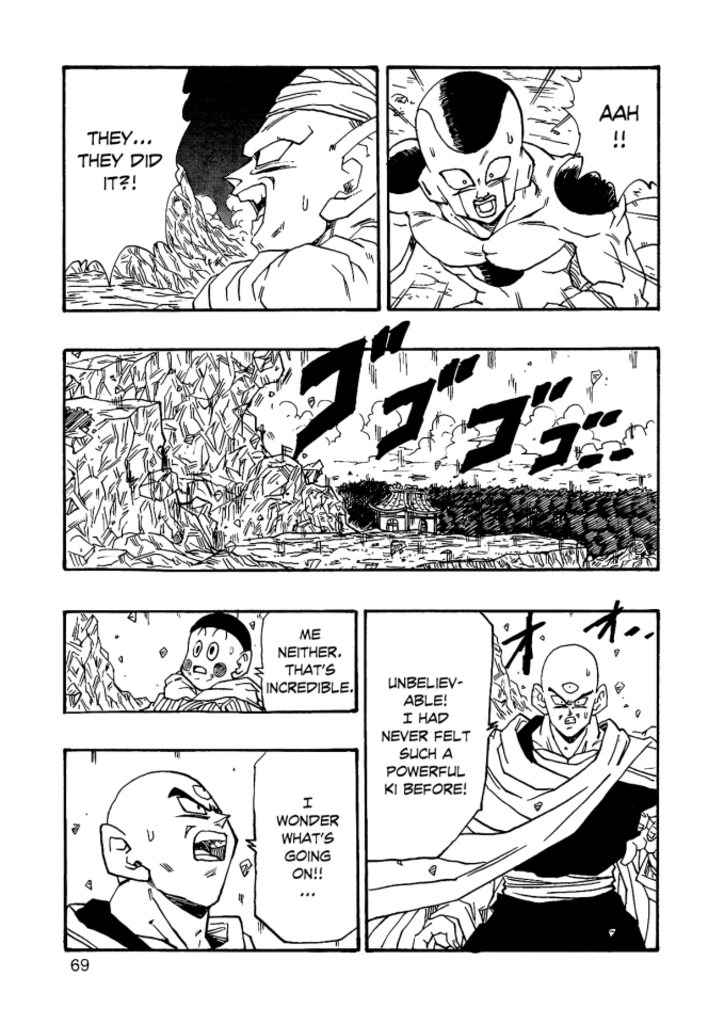 AAH
!!
THEY...
THEY DID
IT?!
ゴゴゴゴ...
オオ...
UNBELIEV-
ABLE!
I HAD
NEVER FELT
SUCH A
POWERFUL
KI BEFORE!
ME
NEITHER.
THAT'S
INCREDIBLE.
I
WONDER
WHAT'S
GOING
ON!!
...
69